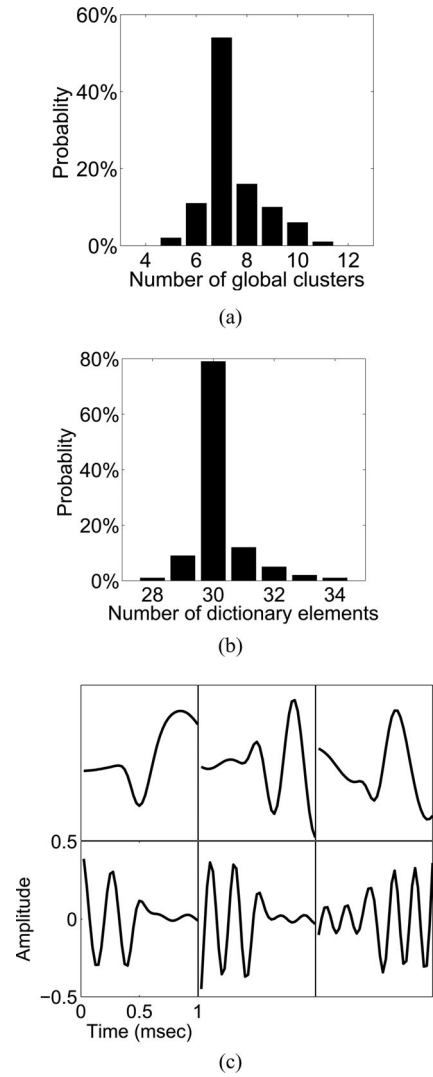 60%
40%
20%
0%
Probablity
4 6 8 10 12
Number of global clusters
(a)
80%
60%
40%
20%
0%
Probablity
28 30 32 34
Number of dictionary elements
(b)
0.5
0
−0.5
Amplitude
0 0.5 1
Time (msec)
(c)